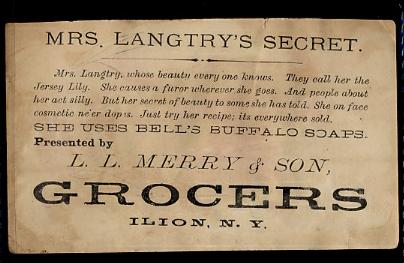 MRS. LANGTRY'S SECRET.
Mrs. Langtry, whose beauty every one knows. They call her the
Jersey Lily. She causes a furor wherever she goes. And people about
her act silly. But her secret of beauty to some she has told. She on face
cosmetic ne'er dopes. Just try her recipe; its everywhere sold.
SHE USES BELL'S BUFFALO SOAPS.
Presented by
L. L. MERRY & SON,
GROCERS
ILION, N. Y.